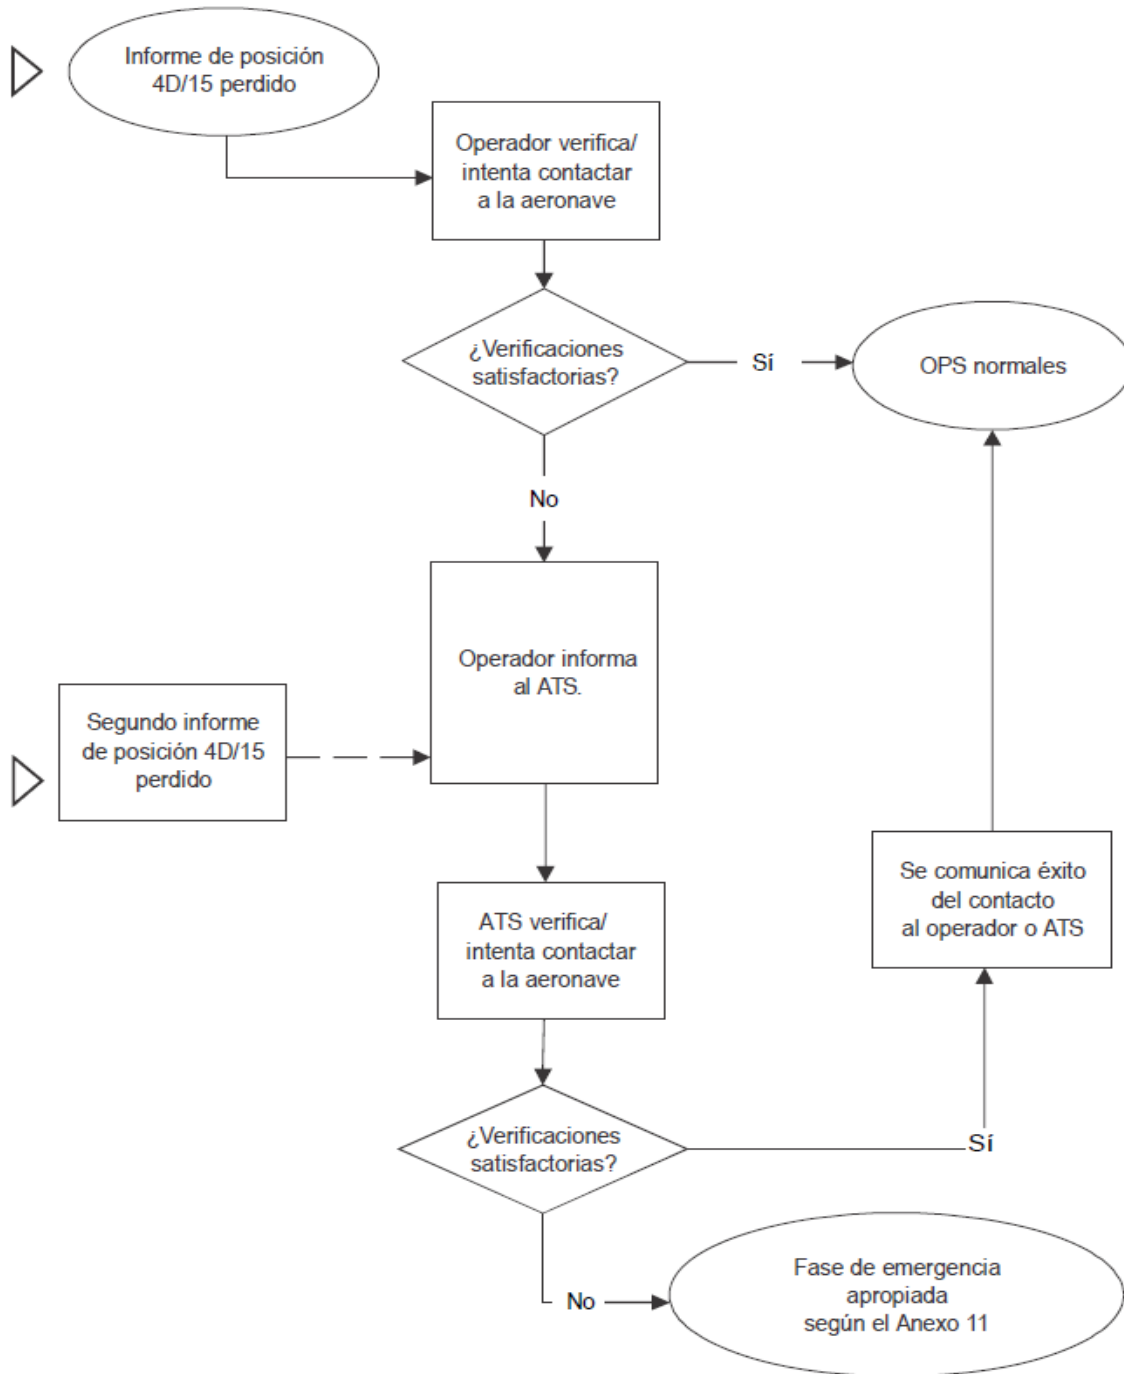 Informe de posición
4D/15 perdido
Operador verifica/
intenta contactar
a la aeronave
¿Verificaciones
satisfactorias?
Sí
OPS normales
No
Operador informa
al ATS.
Segundo informe
de posición 4D/15
perdido
ATS verifica/
intenta contactar
a la aeronave
Se comunica éxito
del contacto
al operador o ATS
¿Verificaciones
satisfactorias?
Sí
No
Fase de emergencia
apropiada
según el Anexo 11